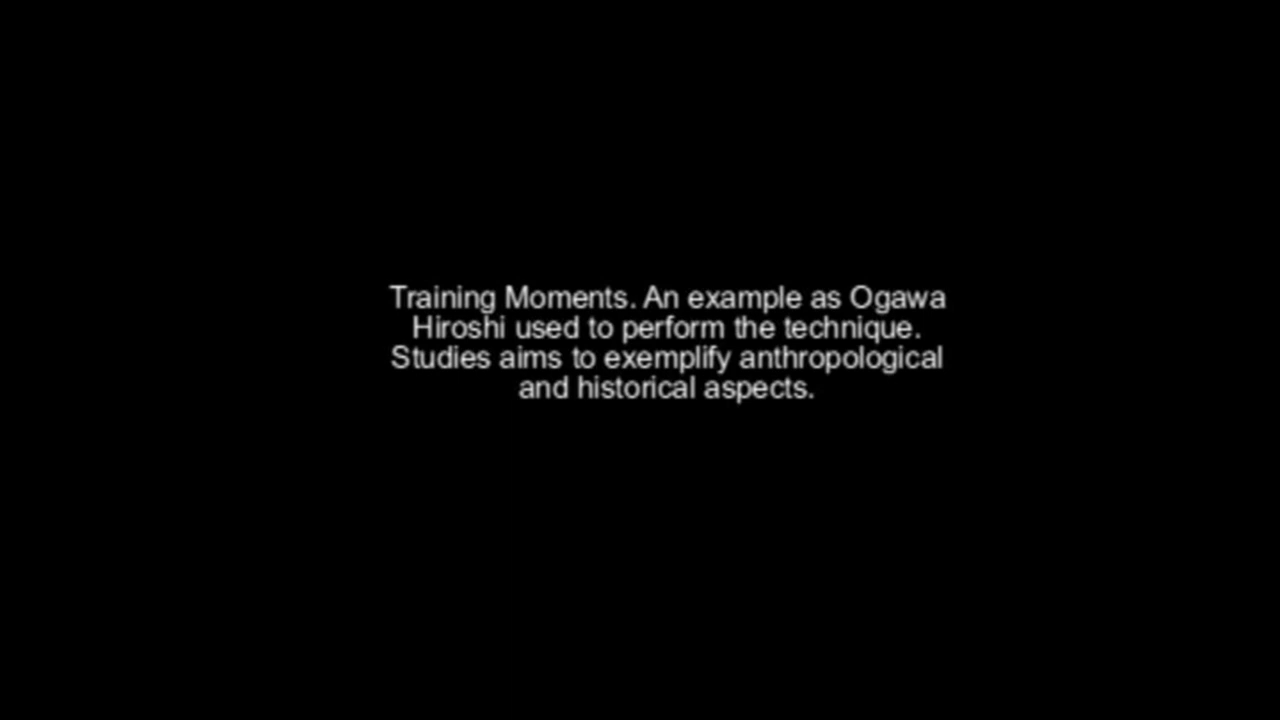 Training Moments. An example as Ogawa
Hiroshi used to perform the technique.
Studies aims to exemplify anthropological
and historical aspects.